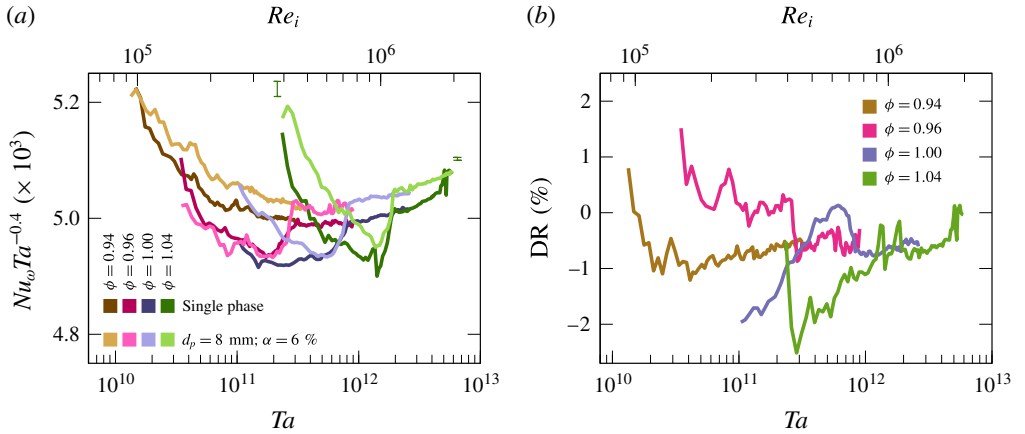 (a)
Re_i
10^5
10^6
5.2
5.0
4.8
Nu_ωTa^−0.4 (× 10^3)
ϕ = 0.94
ϕ = 0.96
ϕ = 1.00
ϕ = 1.04
Single phase
d_p = 8 mm; α = 6 %
10^10
10^11
10^12
10^13
Ta
(b)
Re_i
10^5
10^6
2
1
0
−1
−2
DR (%)
ϕ = 0.94
ϕ = 0.96
ϕ = 1.00
ϕ = 1.04
10^10
10^11
10^12
10^13
Ta